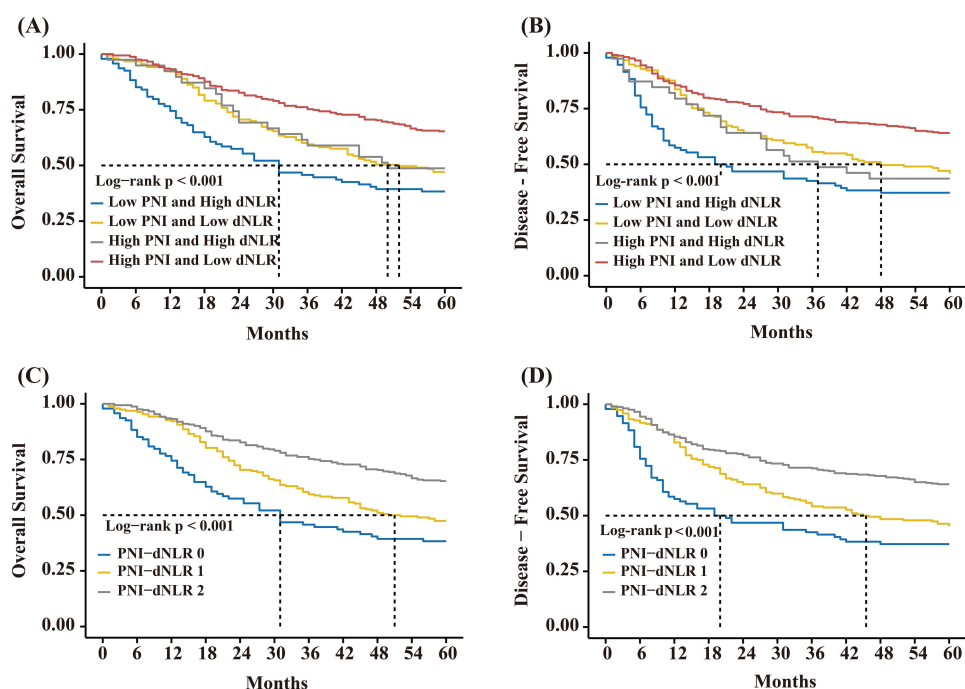 (A)
Overall Survival
1.00
0.75
0.50
0.25
0.00
Log−rank p < 0.001
Low PNI and High dNLR
Low PNI and Low dNLR
High PNI and High dNLR
High PNI and Low dNLR
0 6 12 18 24 30 36 42 48 54 60
Months
(B)
Disease - Free Survival
1.00
0.75
0.50
0.25
0.00
Log-rank p < 0.001
Low PNI and High dNLR
Low PNI and Low dNLR
High PNI and High dNLR
High PNI and Low dNLR
0 6 12 18 24 30 36 42 48 54 60
Months
(C)
Overall Survival
1.00
0.75
0.50
0.25
0.00
Log−rank p < 0.001
PNI−dNLR 0
PNI−dNLR 1
PNI−dNLR 2
0 6 12 18 24 30 36 42 48 54 60
Months
(D)
Disease − Free Survival
1.00
0.75
0.50
0.25
0.00
Log-rank p <0.001
PNI−dNLR 0
PNI−dNLR 1
PNI−dNLR 2
0 6 12 18 24 30 36 42 48 54 60
Months